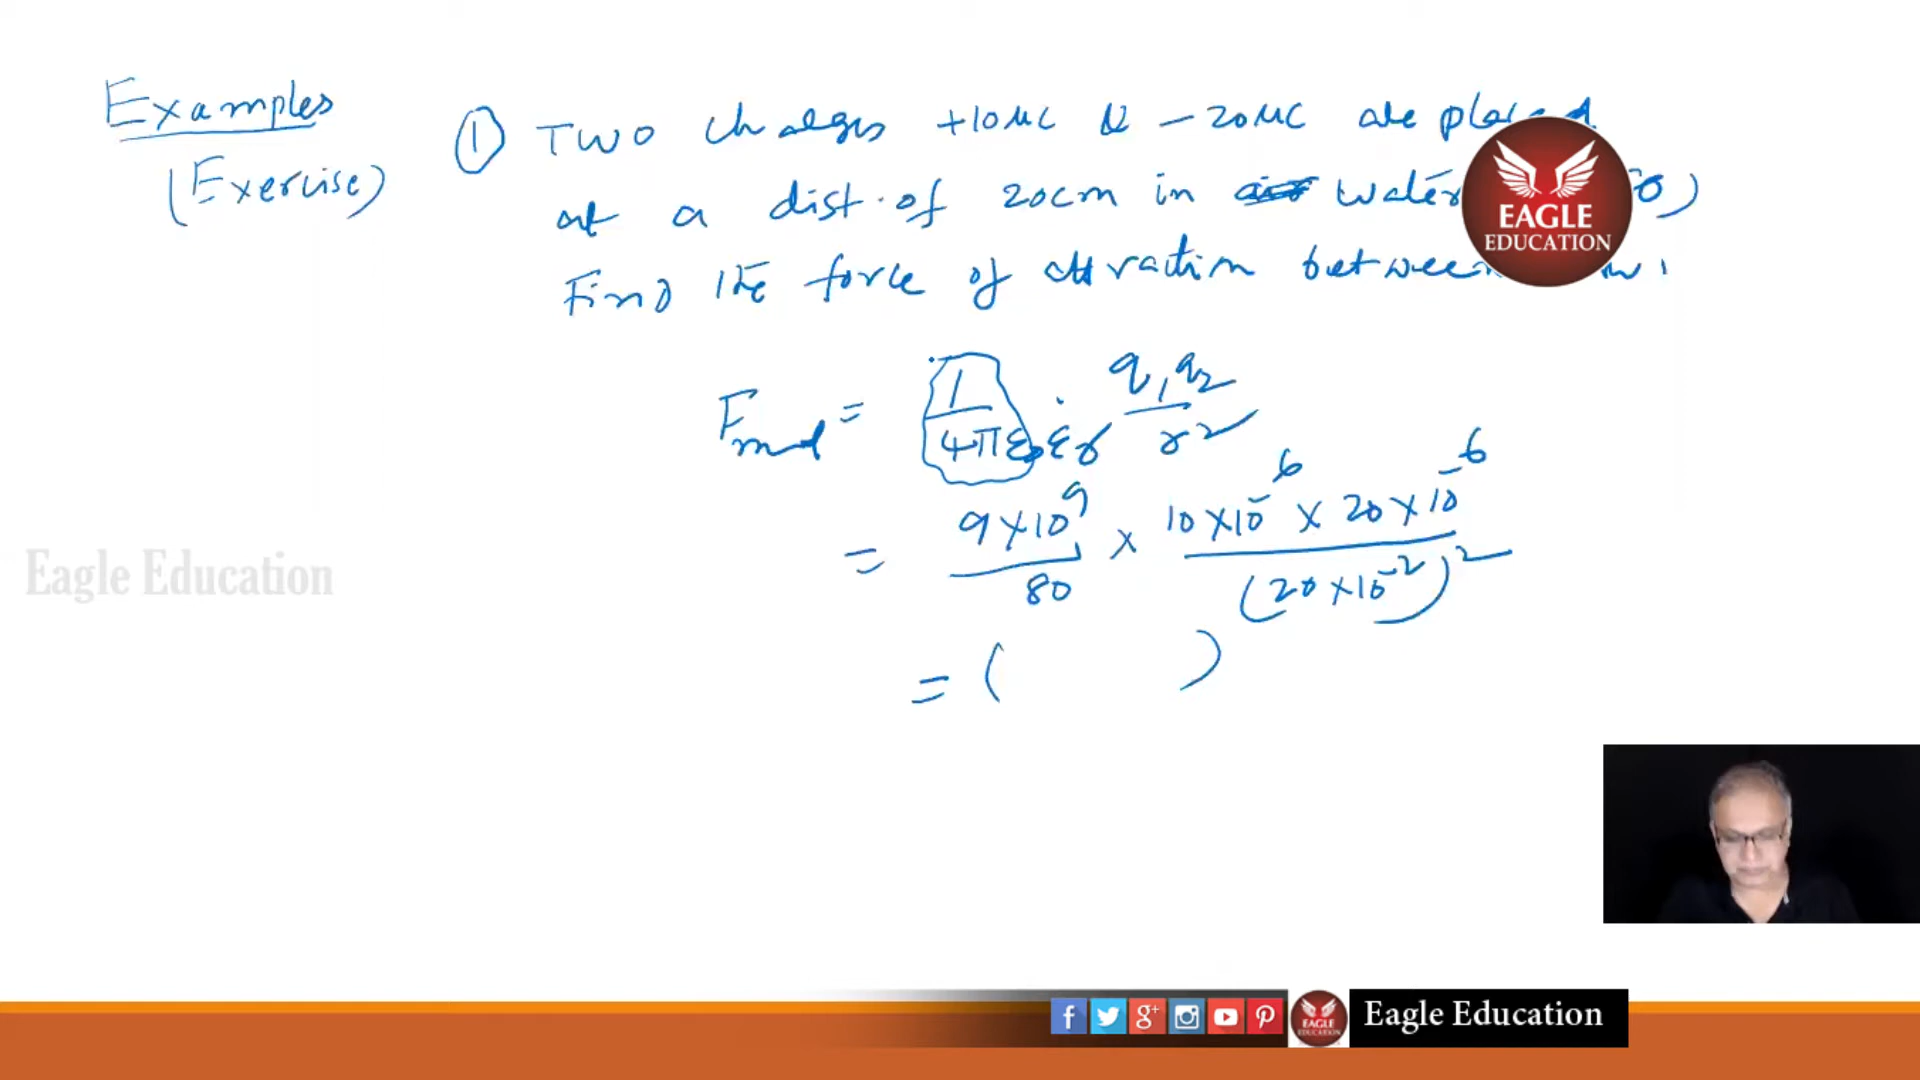 Examples
(Exercise)
① Two charges +10μC & -20μC are placed
at a dist. of 20cm in water
Find the force of attraction between
EAGLE
EDUCATION
Fmed = 1/4πε₀εr · q₁q₂/r²
= 9×10⁹/80 × 10×10⁻⁶ × 20×10⁻⁶/(20×10⁻²)²
= ( )
Eagle Education
Eagle Education